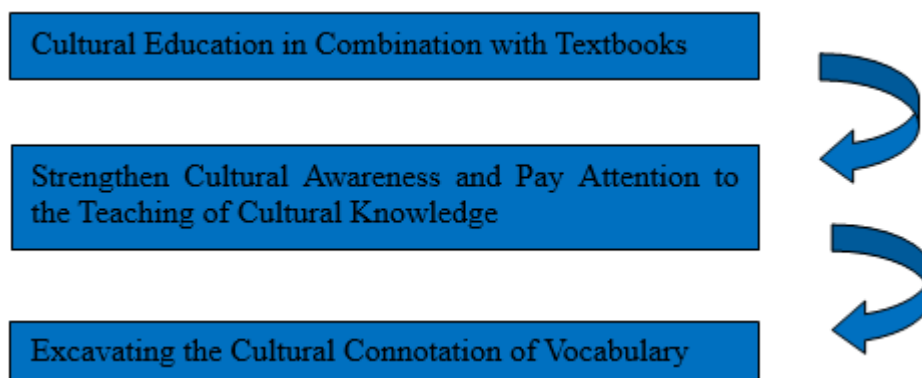 Cultural Education in Combination with Textbooks
Strengthen Cultural Awareness and Pay Attention to
the Teaching of Cultural Knowledge
Excavating the Cultural Connotation of Vocabulary